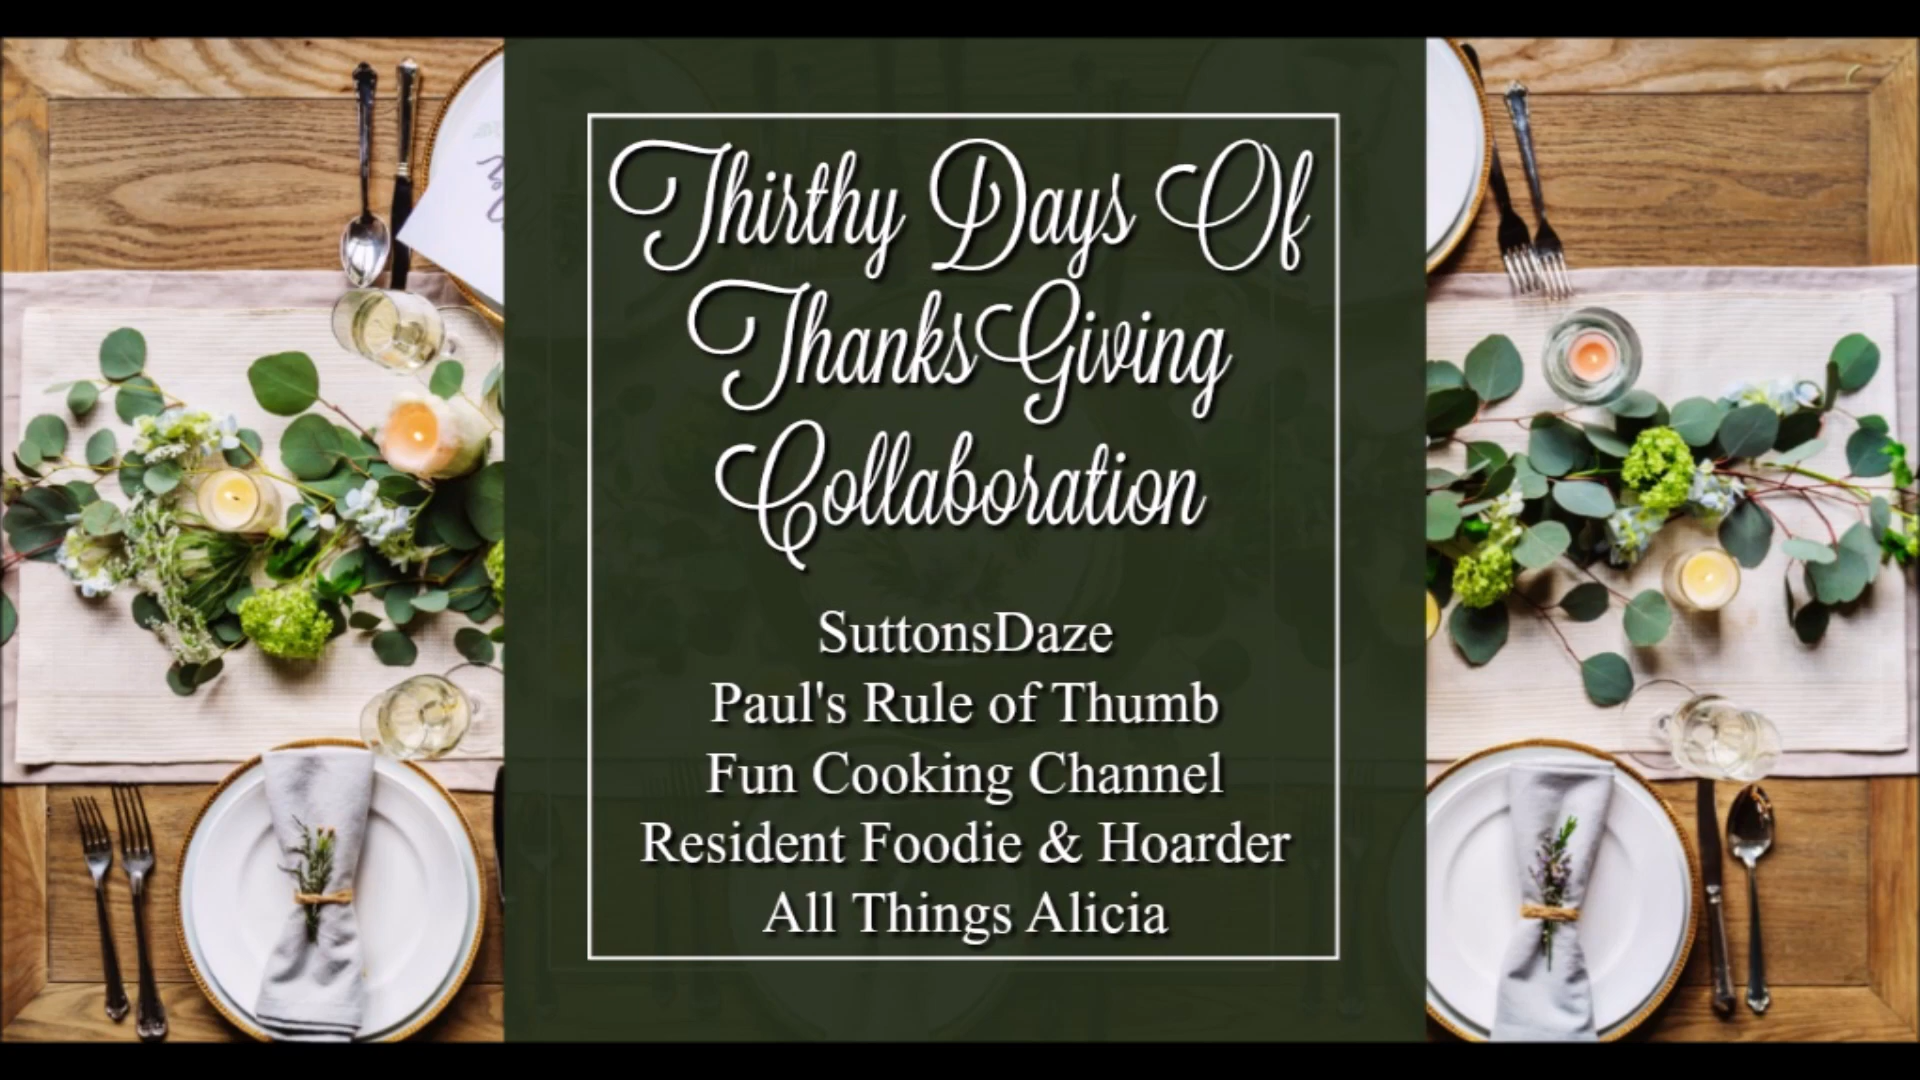 Thirthy Days Of
ThanksGiving
Collaboration
SuttonsDaze
Paul's Rule of Thumb
Fun Cooking Channel
Resident Foodie & Hoarder
All Things Alicia